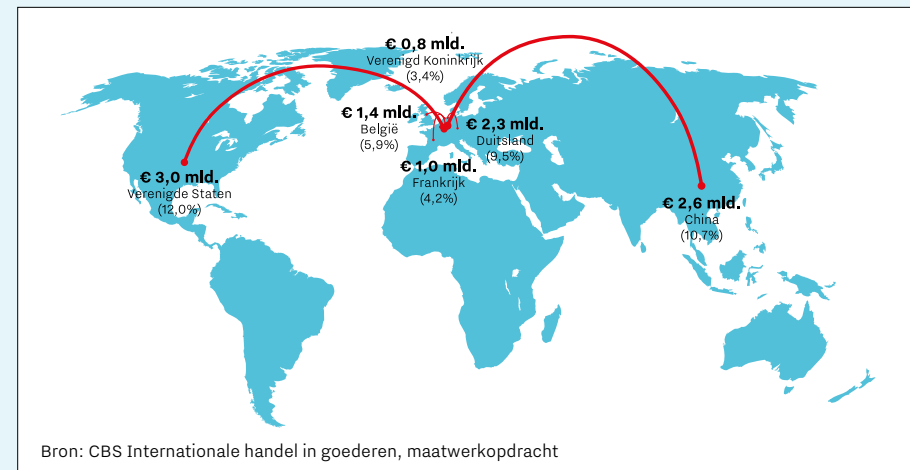 € 0,8 mld.
Verenigd Koninkrijk
(3,4%)
€ 1,4 mld.
België
(5,9%)
€ 2,3 mld.
Duitsland
(9,5%)
€ 1,0 mld.
Frankrijk
(4,2%)
€ 3,0 mld.
Verenigde Staten
(12,0%)
€ 2,6 mld.
China
(10,7%)
Bron: CBS Internationale handel in goederen, maatwerkopdracht